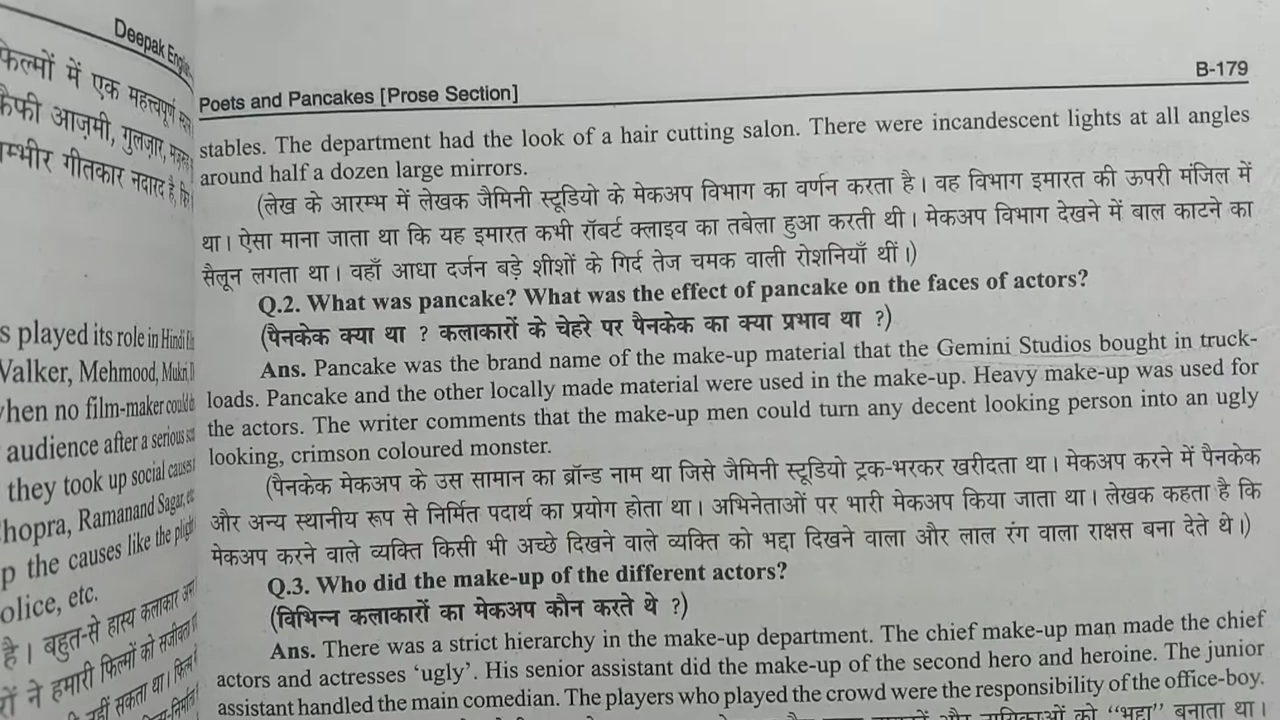 Deepak
फिल्मों में एक महत्त्वपूर्ण
कैफी आज़मी, गुलज़ार,
गम्भीर गीतकार नदारद है,
s played its role in Hindi
Walker, Mehmood, Mukri,
when no film-maker could
audience after a serious
they took up social causes
hopra, Ramanand Sagar, etc
p the causes like the plight
olice, etc.
है। बहुत-से हास्य कलाकार
ों ने हमारी फिल्मों को सजीवता
नहीं सकता था।
B-179
Poets and Pancakes [Prose Section]
stables. The department had the look of a hair cutting salon. There were incandescent lights at all angles
around half a dozen large mirrors.
(लेख के आरम्भ में लेखक जैमिनी स्टूडियो के मेकअप विभाग का वर्णन करता है। वह विभाग इमारत की ऊपरी मंजिल में
था। ऐसा माना जाता था कि यह इमारत कभी रॉबर्ट क्लाइव का तबेला हुआ करती थी। मेकअप विभाग देखने में बाल काटने का
सैलून लगता था। वहाँ आधा दर्जन बड़े शीशों के गिर्द तेज चमक वाली रोशनियाँ थीं।)
Q.2. What was pancake? What was the effect of pancake on the faces of actors?
(पैनकेक क्या था ? कलाकारों के चेहरे पर पैनकेक का क्या प्रभाव था ?)
Ans. Pancake was the brand name of the make-up material that the Gemini Studios bought in truck-
loads. Pancake and the other locally made material were used in the make-up. Heavy make-up was used for
the actors. The writer comments that the make-up men could turn any decent looking person into an ugly
looking, crimson coloured monster.
(पैनकेक मेकअप के उस सामान का ब्रॉन्ड नाम था जिसे जैमिनी स्टूडियो ट्रक-भरकर खरीदता था। मेकअप करने में पैनकेक
और अन्य स्थानीय रूप से निर्मित पदार्थ का प्रयोग होता था। अभिनेताओं पर भारी मेकअप किया जाता था। लेखक कहता है कि
मेकअप करने वाले व्यक्ति किसी भी अच्छे दिखने वाले व्यक्ति को भद्दा दिखने वाला और लाल रंग वाला राक्षस बना देते थे।)
Q.3. Who did the make-up of the different actors?
(विभिन्न कलाकारों का मेकअप कौन करते थे ?)
Ans. There was a strict hierarchy in the make-up department. The chief make-up man made the chief
actors and actresses ‘ugly’. His senior assistant did the make-up of the second hero and heroine. The junior
assistant handled the main comedian. The players who played the crowd were the responsibility of the office-boy.
को ‘‘भद्दा’’ बनाता था।